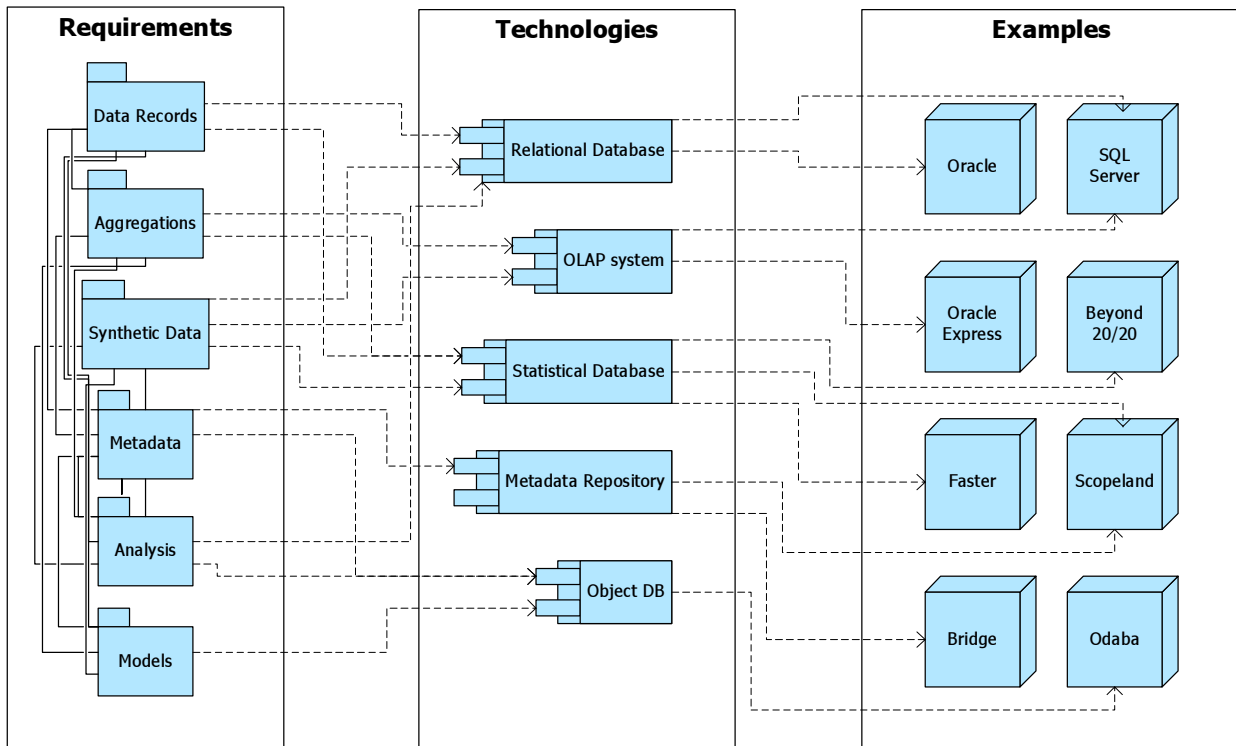 Requirements
Data Records
Aggregations
Synthetic Data
Metadata
Analysis
Models
Technologies
Relational Database
OLAP system
Statistical Database
Metadata Repository
Object DB
Examples
Oracle
SQL
Server
Oracle
Express
Beyond
20/20
Faster
Scopeland
Bridge
Odaba